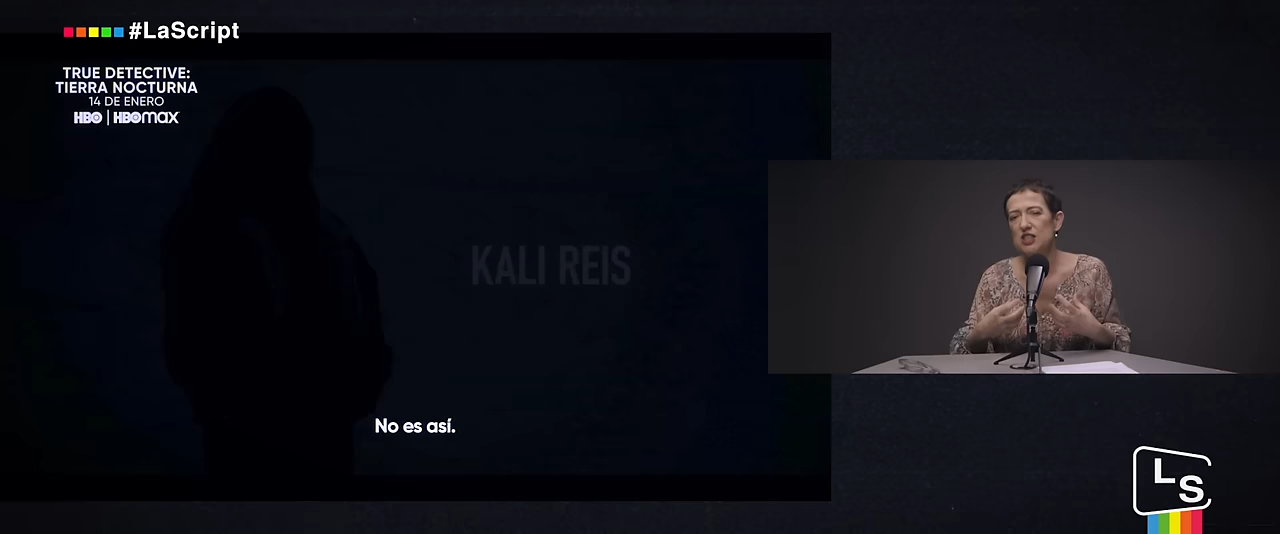 #LaScript
TRUE DETECTIVE:
TIERRA NOCTURNA
14 DE ENERO
HBO | HBOmax
KALI REIS
No es así.
LS